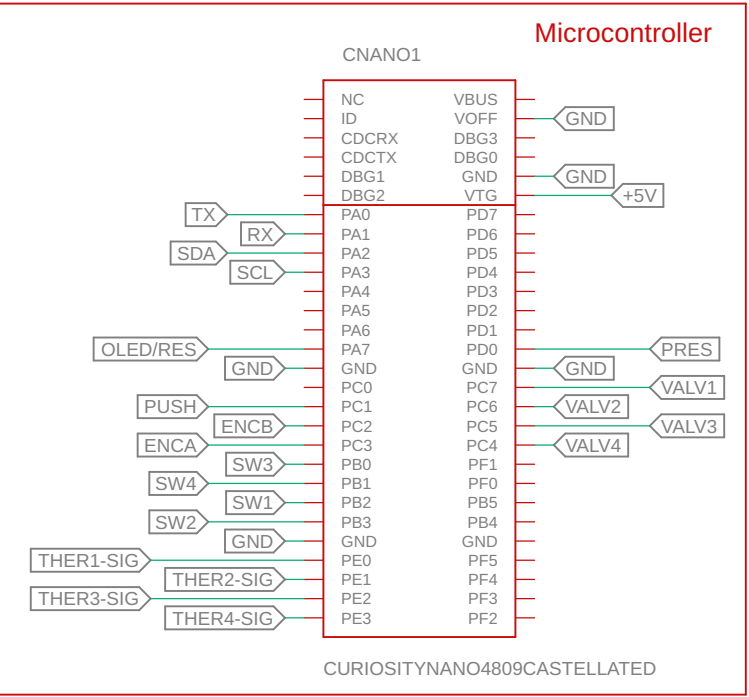 Microcontroller
CNANO1
NC VBUS
ID VOFF GND
CDCRX DBG3
CDCTX DBG0
DBG1 GND GND
DBG2 VTG +5V
TX PA0 PD7
RX PA1 PD6
SDA PA2 PD5
SCL PA3 PD4
PA4 PD3
PA5 PD2
PA6 PD1
OLED/RES PA7 PD0 PRES
GND GND GND GND
PC0 PC7 VALV1
PUSH PC1 PC6 VALV2
ENCB PC2 PC5 VALV3
ENCA PC3 PC4 VALV4
SW3 PB0 PF1
SW4 PB1 PF0
SW1 PB2 PB5
SW2 PB3 PB4
GND GND GND
THER1-SIG PE0 PF5
THER2-SIG PE1 PF4
THER3-SIG PE2 PF3
THER4-SIG PE3 PF2
CURIOSITYNANO4809CASTELLATED